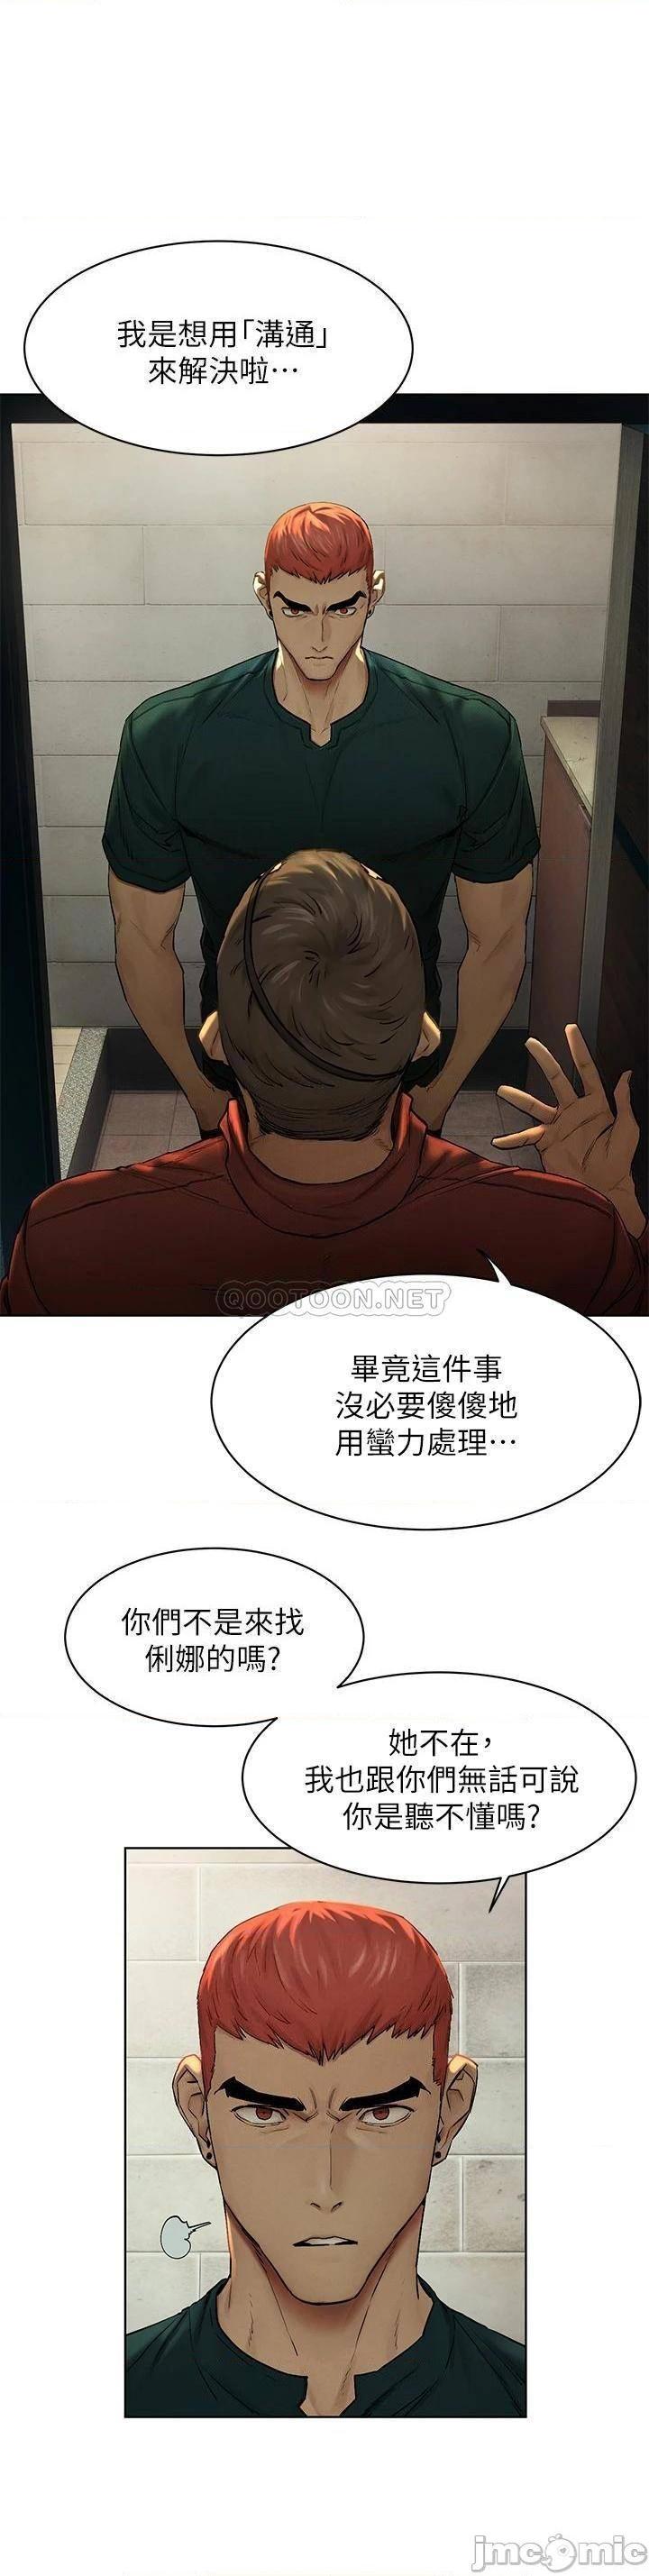 我是想用「溝通」
來解決啦⋯
QOOTOON.NET
畢竟這件事
沒必要傻傻地
用蠻力處理⋯
你們不是來找
俐娜的嗎?
她不在,
我也跟你們無話可說
你是聽不懂嗎?
jmcomic